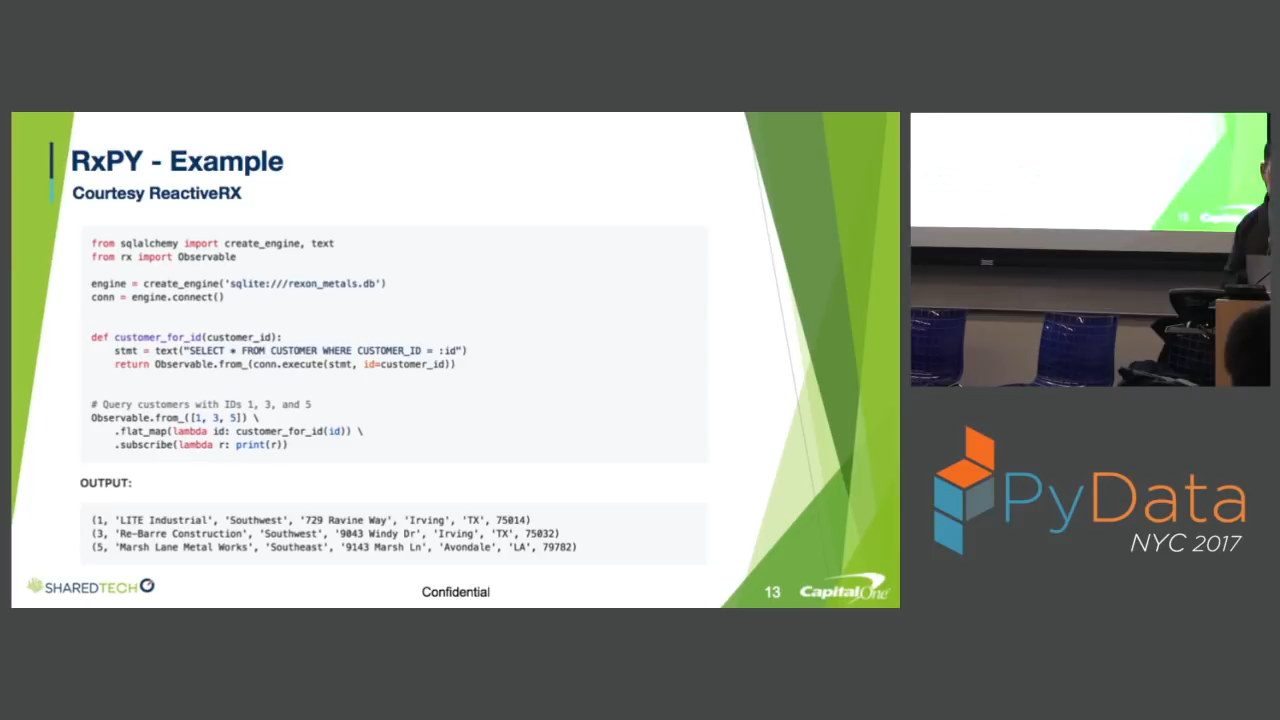 RxPY - Example
Courtesy ReactiveRX
from sqlalchemy import create_engine, text
from rx import Observable
engine = create_engine('sqlite:///rexon_metals.db')
conn = engine.connect()
def customer_for_id(customer_id):
    stmt = text("SELECT * FROM CUSTOMER WHERE CUSTOMER_ID = :id")
    return Observable.from_(conn.execute(stmt, id=customer_id))
# Query customers with IDs 1, 3, and 5
Observable.from_([1, 3, 5]) \
    .flat_map(lambda id: customer_for_id(id)) \
    .subscribe(lambda r: print(r))
OUTPUT:
(1, 'LITE Industrial', 'Southwest', '729 Ravine Way', 'Irving', 'TX', 75014)
(3, 'Re-Barre Construction', 'Southwest', '9043 Windy Dr', 'Irving', 'TX', 75032)
(5, 'Marsh Lane Metal Works', 'Southeast', '9143 Marsh Ln', 'Avondale', 'LA', 79782)
SHAREDTECH
Confidential
13
CapitalOne
PyData
NYC 2017